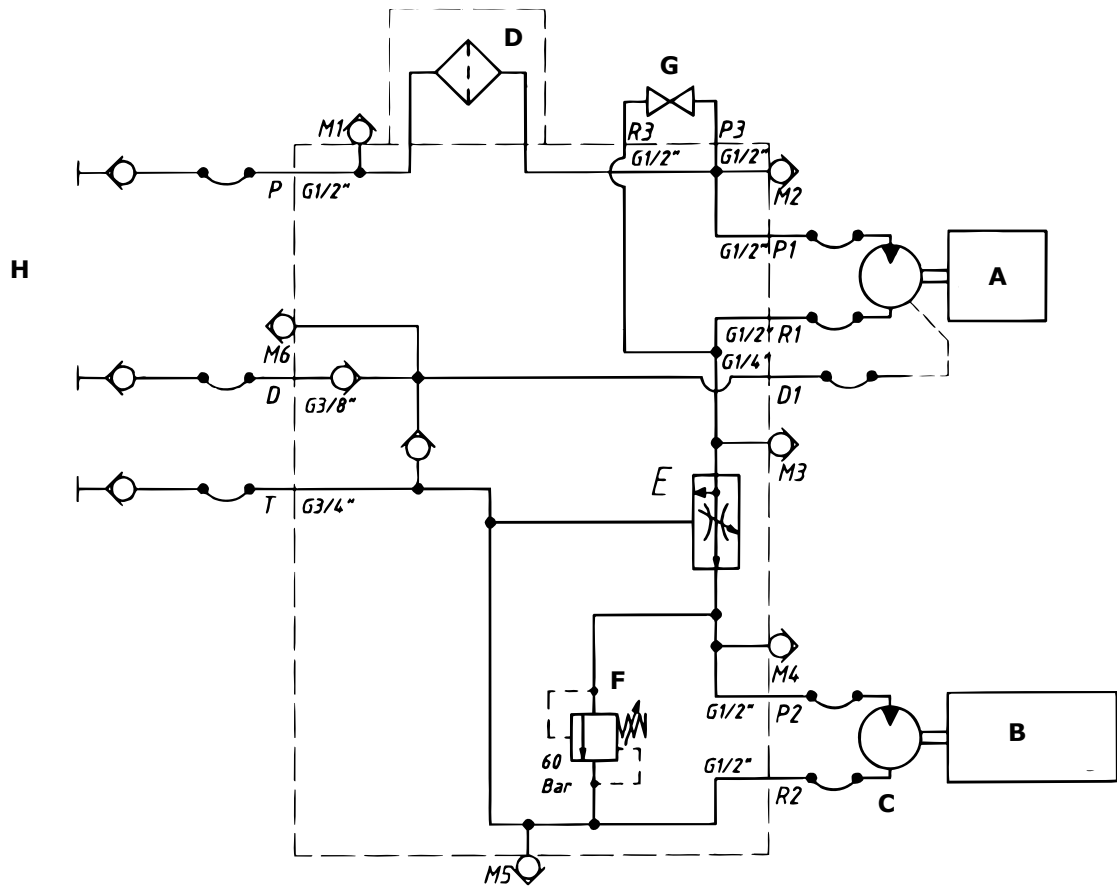 D
G
M1
R3
P3
G1/2"
G1/2"
P
G1/2"
M2
H
G1/2"
P1
A
M6
G1/2"
R1
G1/4"
D
G3/8"
D1
E
M3
T
G3/4"
F
M4
G1/2"
P2
B
60
Bar
G1/2"
R2
C
M5